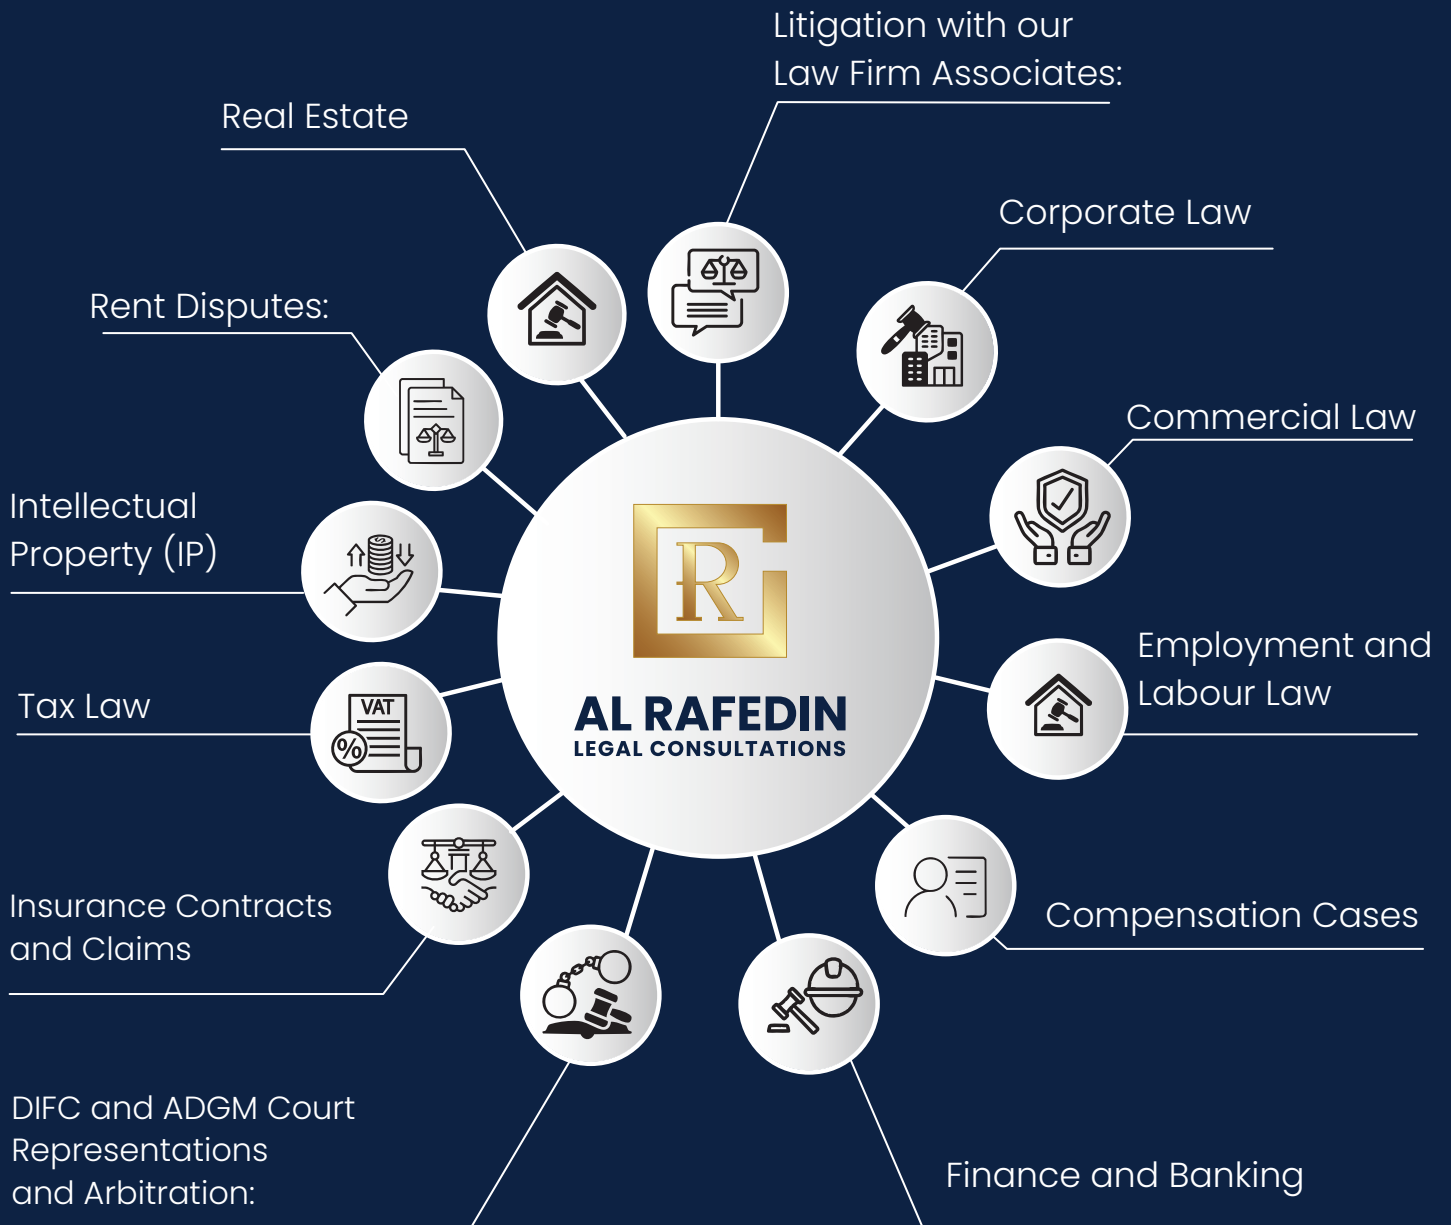 Litigation with our
Law Firm Associates:
Real Estate
Corporate Law
Rent Disputes:
Commercial Law
Intellectual
Property (IP)
R
AL RAFEDIN
LEGAL CONSULTATIONS
Employment and
Labour Law
Tax Law
VAT
%
Insurance Contracts
and Claims
Compensation Cases
DIFC and ADGM Court
Representations
and Arbitration:
Finance and Banking